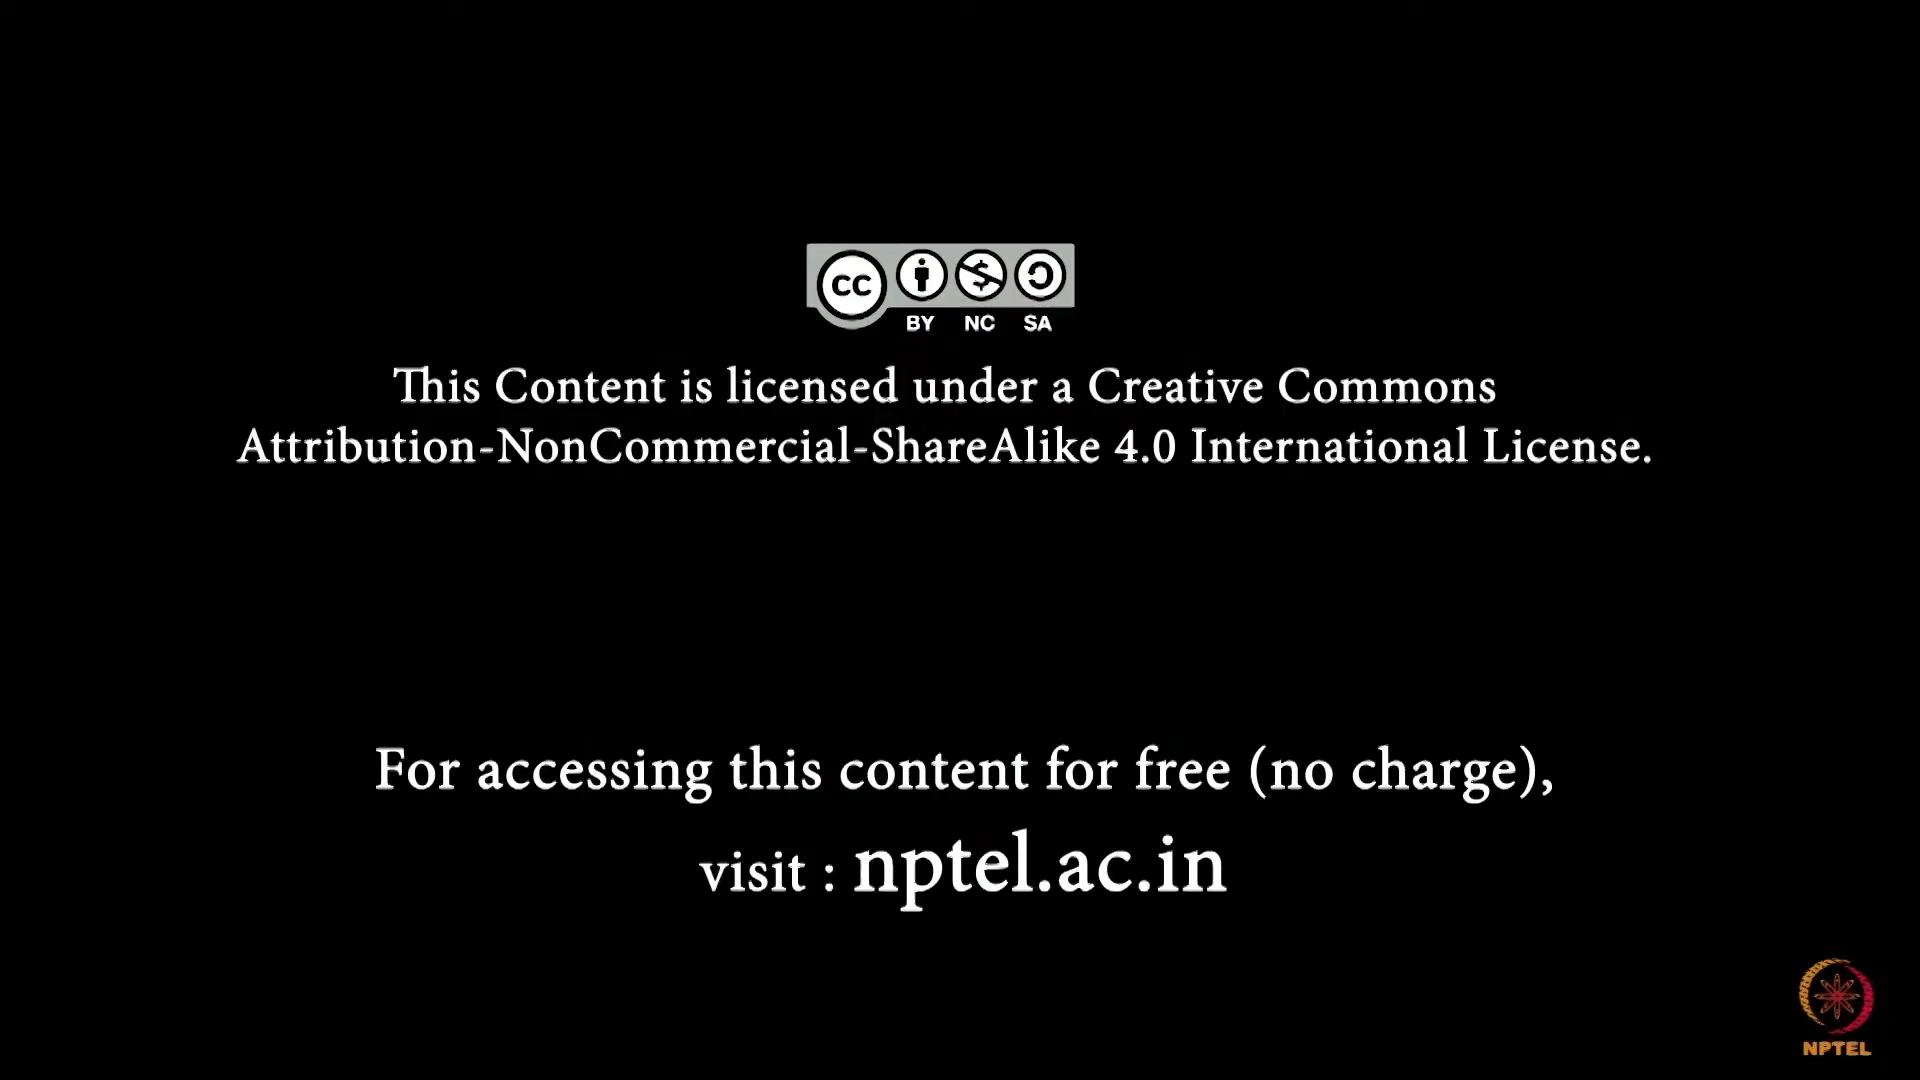 cc
BY NC SA
This Content is licensed under a Creative Commons
Attribution-NonCommercial-ShareAlike 4.0 International License.
For accessing this content for free (no charge),
visit : nptel.ac.in
NPTEL